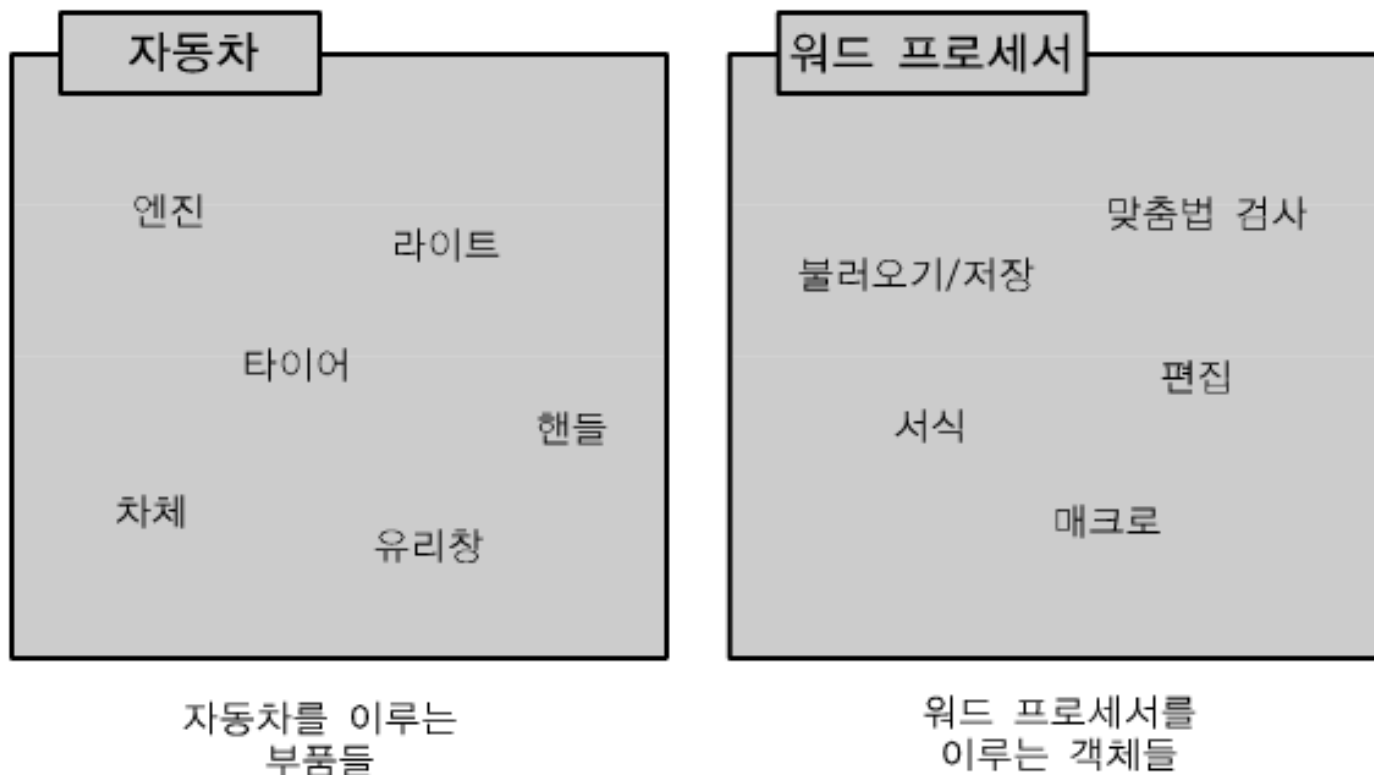 자동차
엔진
라이트
타이어
핸들
차체
유리창
자동차를 이루는
부품들
워드 프로세서
맞춤법 검사
불러오기/저장
편집
서식
매크로
워드 프로세서를
이루는 객체들